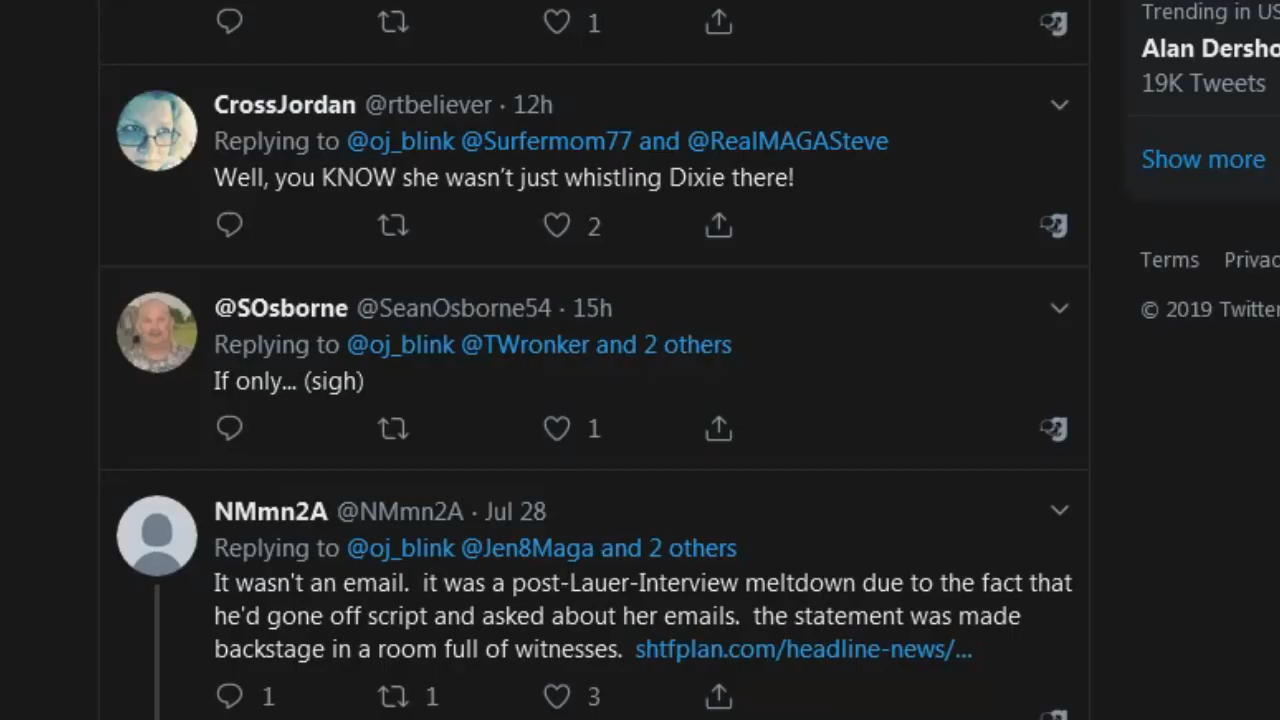 1
Trending in US
Alan Dersho
19K Tweets
Show more
Terms Privac
© 2019 Twitter
CrossJordan @rtbeliever · 12h
Replying to @oj_blink @Surfermom77 and @RealMAGASteve
Well, you KNOW she wasn't just whistling Dixie there!
2
@SOsborne @SeanOsborne54 · 15h
Replying to @oj_blink @TWronker and 2 others
If only... (sigh)
1
NMmn2A @NMmn2A · Jul 28
Replying to @oj_blink @Jen8Maga and 2 others
It wasn't an email. it was a post-Lauer-Interview meltdown due to the fact that
he'd gone off script and asked about her emails. the statement was made
backstage in a room full of witnesses. shtfplan.com/headline-news/...
1 1 3